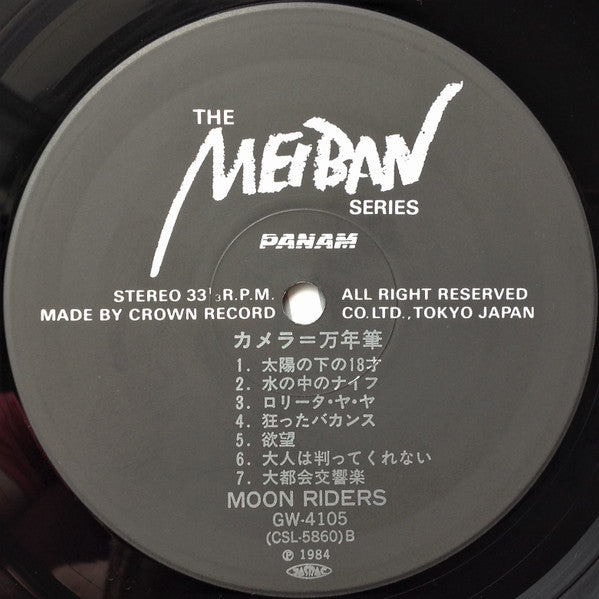 THE
MEIBAN
SERIES
PANAM
STEREO 33 1/3 R.P.M. ALL RIGHT RESERVED
MADE BY CROWN RECORD CO.LTD., TOKYO JAPAN
カメラ=万年筆
1. 太陽の下の18才
2. 水の中のナイフ
3. ロリータ・ヤ・ヤ
4. 狂ったバカンス
5. 欲望
6. 大人は判ってくれない
7. 大都会交響楽
MOON RIDERS
GW-4105
(CSL-5860)B
Ⓟ 1984
JASRAC